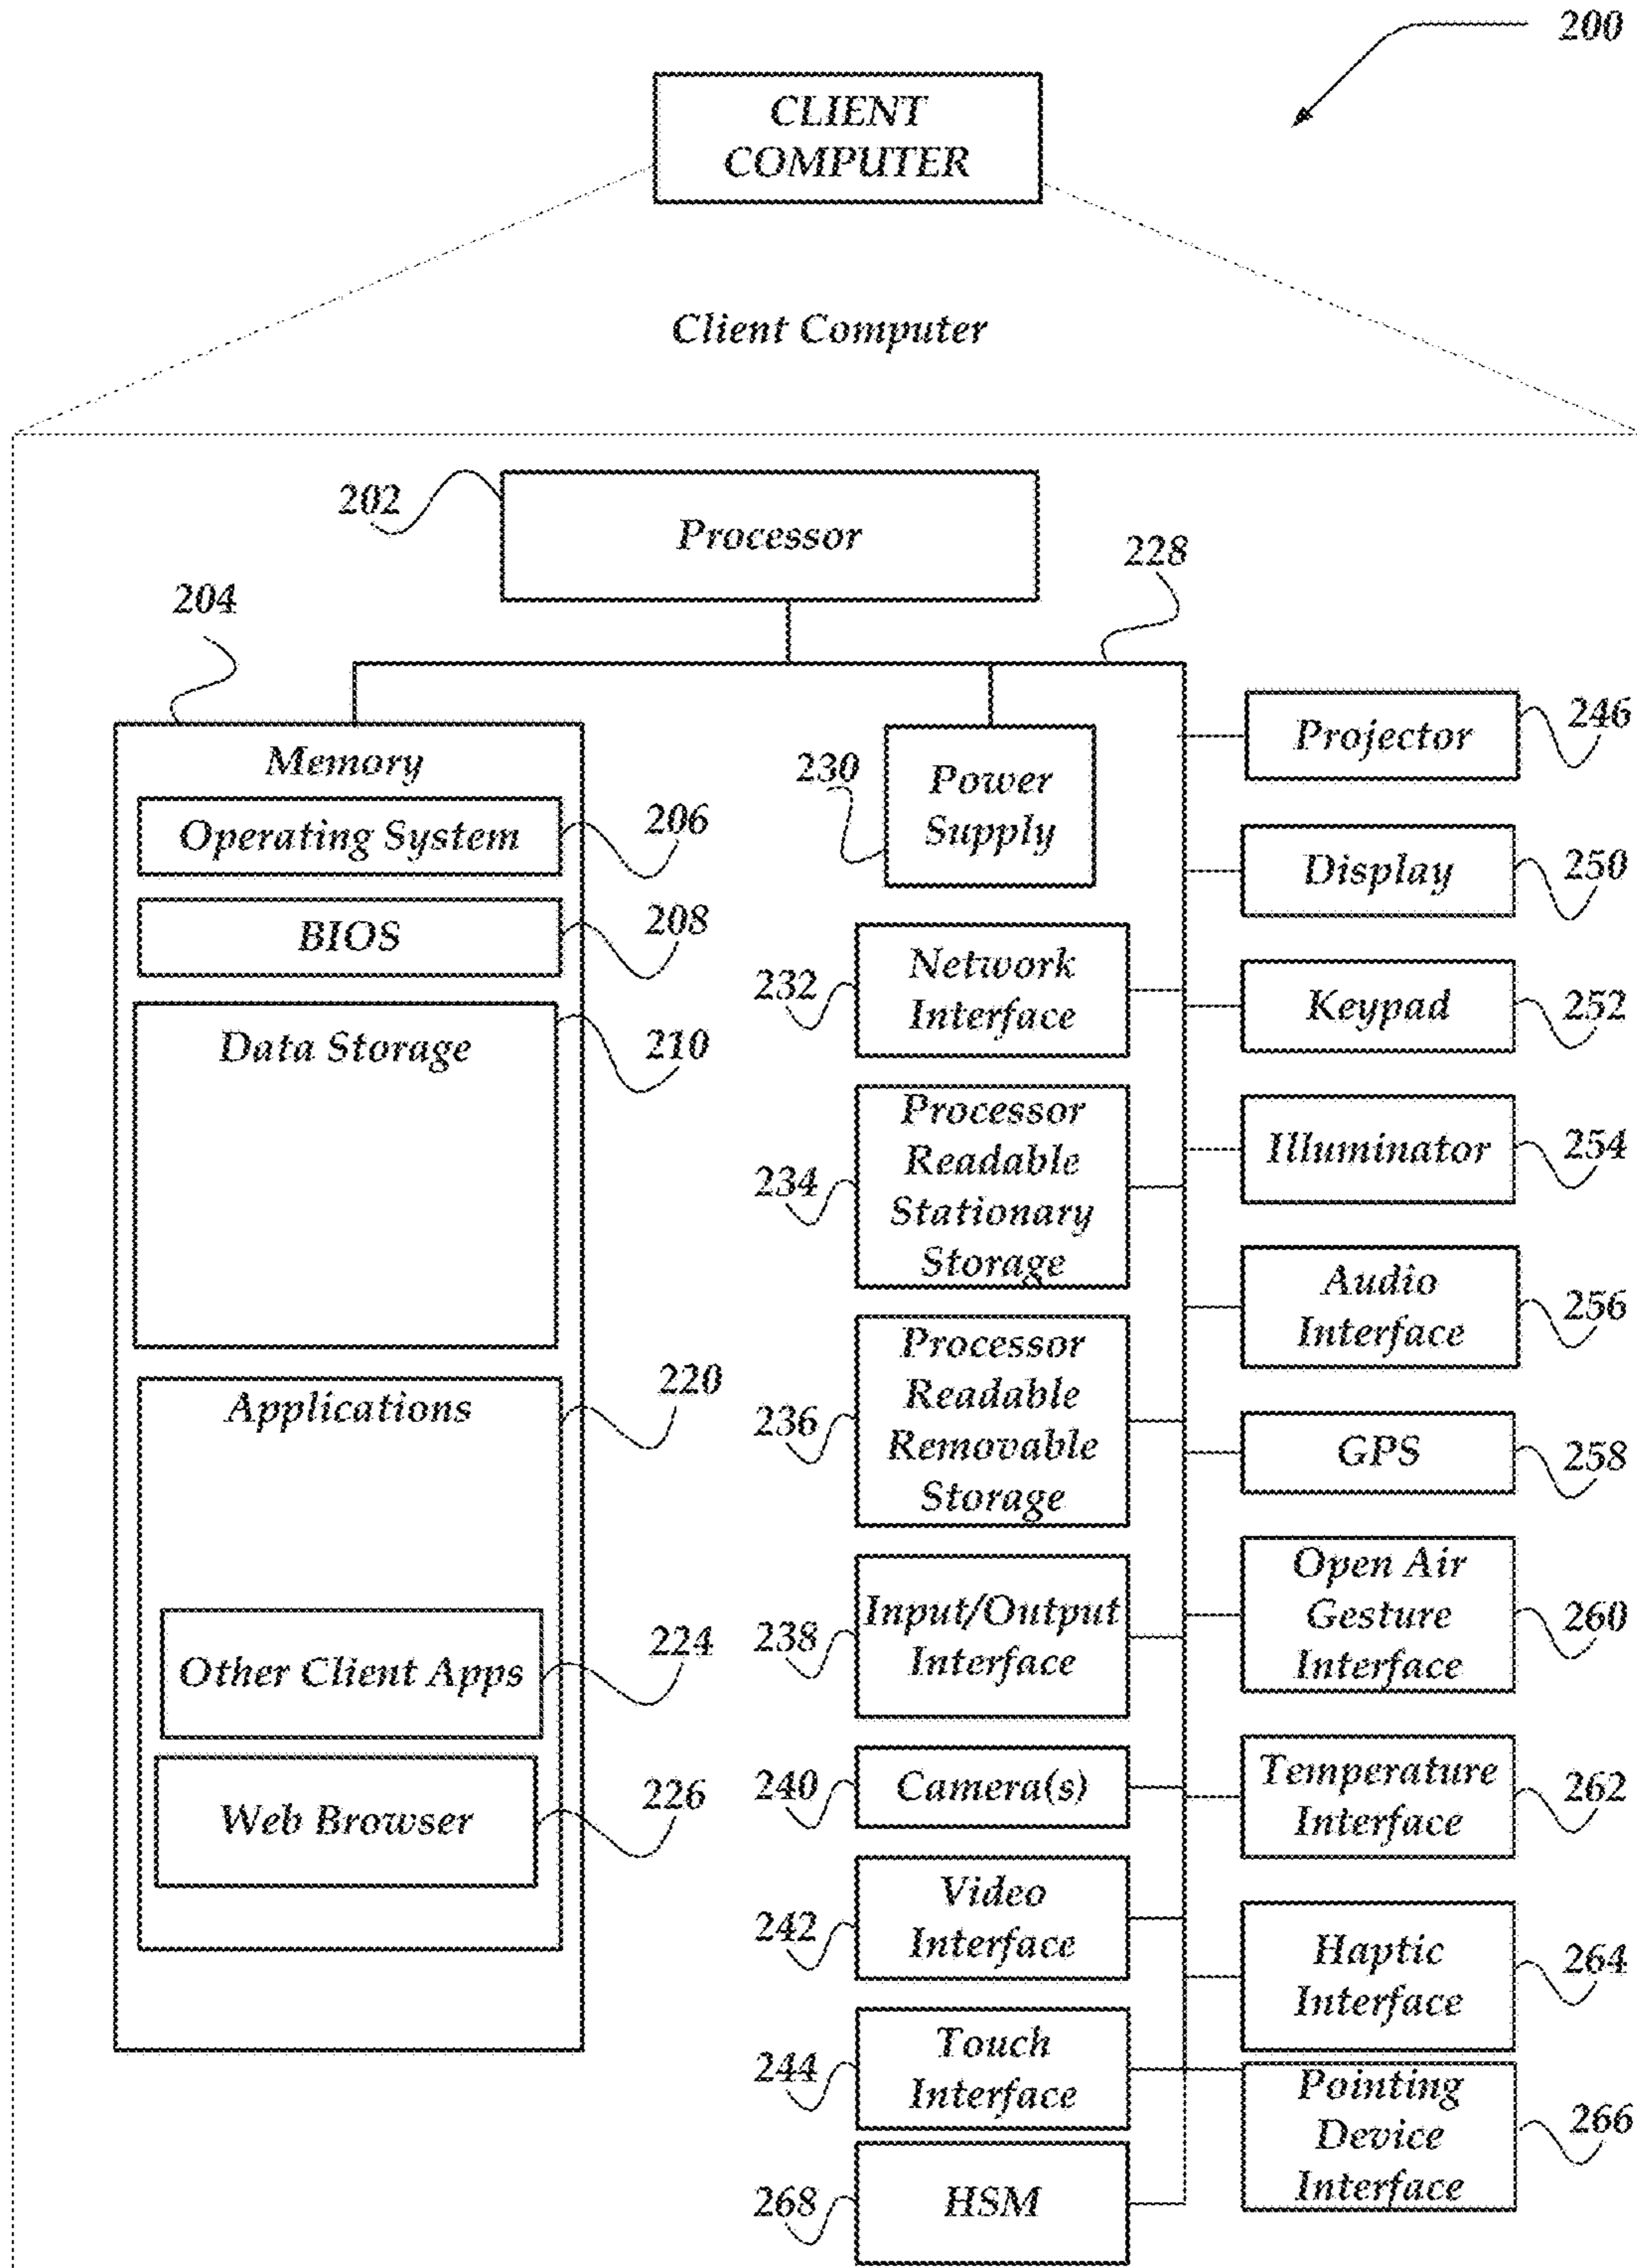 200
CLIENT
COMPUTER
Client Computer
202
Processor
228
204
Memory
Operating System
206
BIOS
208
Data Storage
210
Applications
220
Other Client Apps
224
Web Browser
226
230
Power
Supply
232
Network
Interface
234
Processor
Readable
Stationary
Storage
236
Processor
Readable
Removable
Storage
238
Input/Output
Interface
240
Camera(s)
242
Video
Interface
244
Touch
Interface
268
HSM
Projector
246
Display
250
Keypad
252
Illuminator
254
Audio
Interface
256
GPS
258
Open Air
Gesture
Interface
260
Temperature
Interface
262
Haptic
Interface
264
Pointing
Device
Interface
266